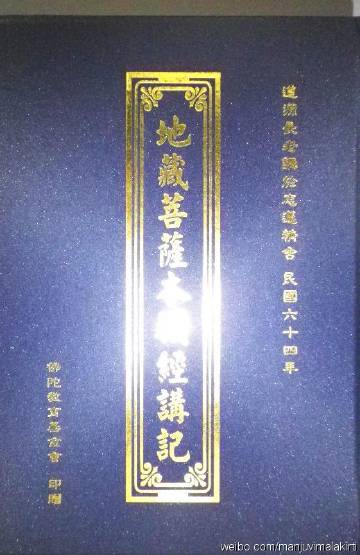 道源長老講於志蓮精舍 民國六十四年
地藏菩薩本願經講記
佛陀教育基金會 印贈
weibo.com/manjuvimalakirti